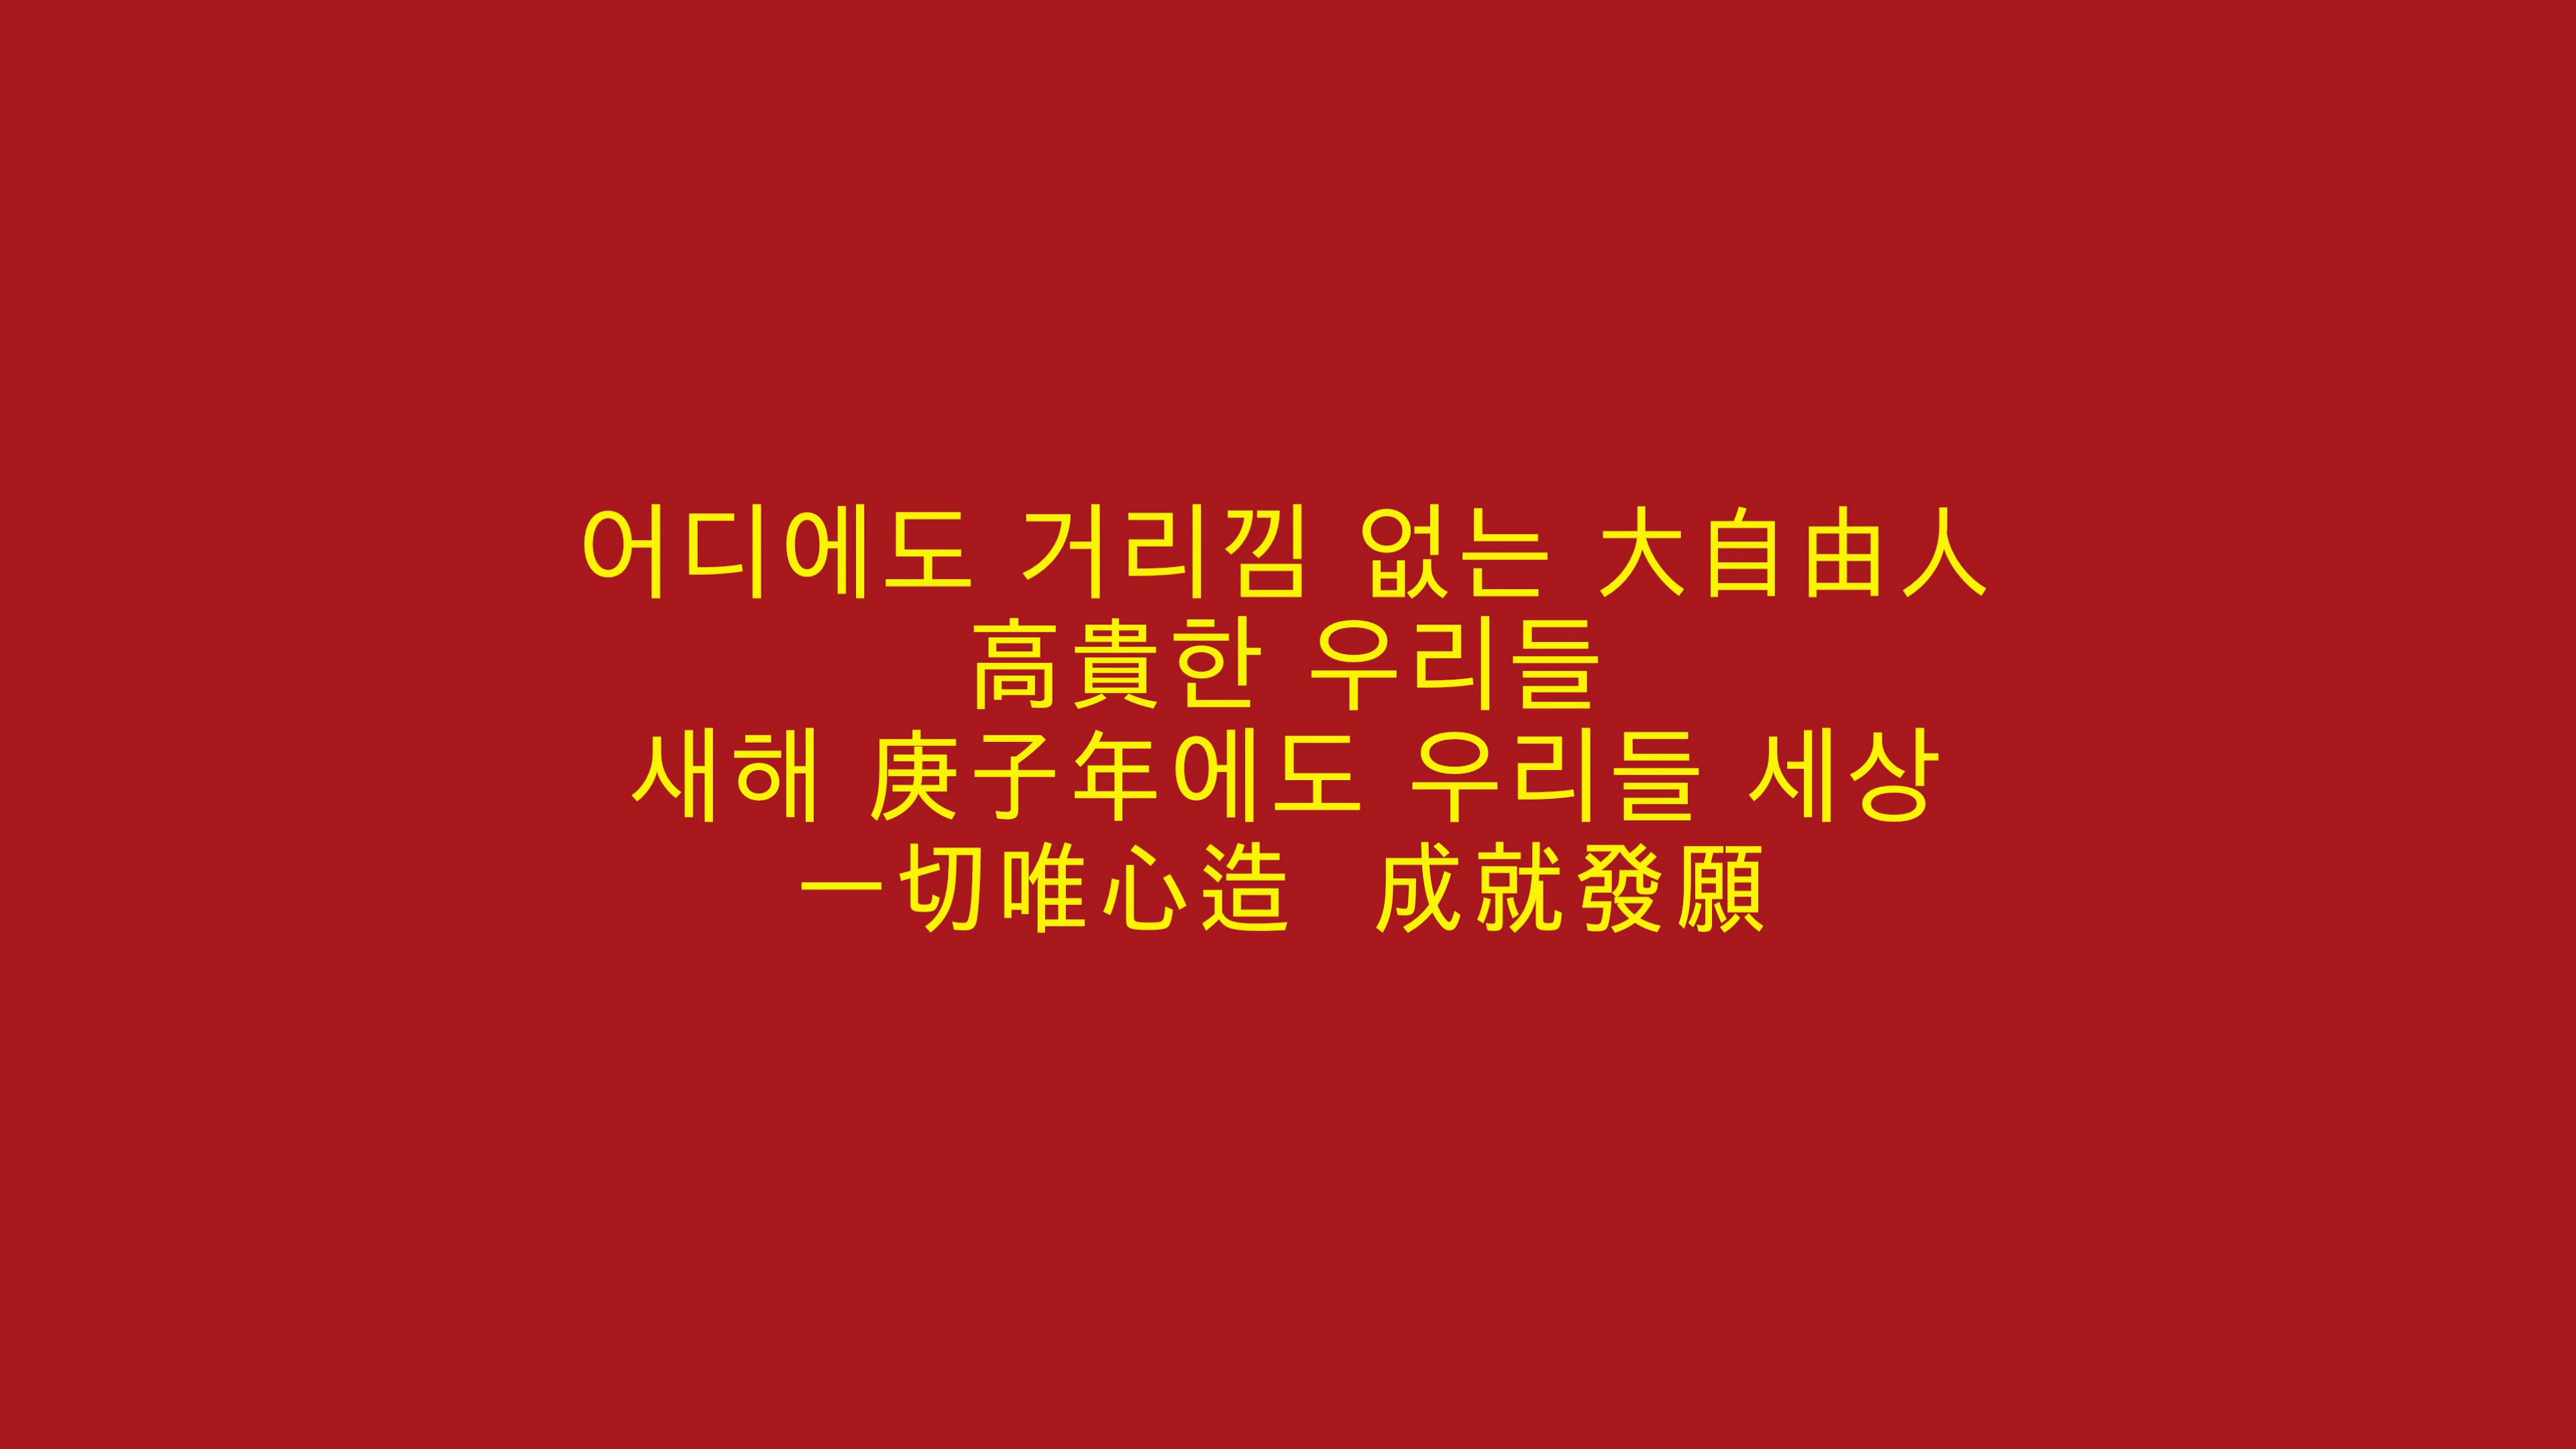 어디에도 거리낌 없는 大自由人
高貴한 우리들
새해 庚子年에도 우리들 세상
一切唯心造  成就發願